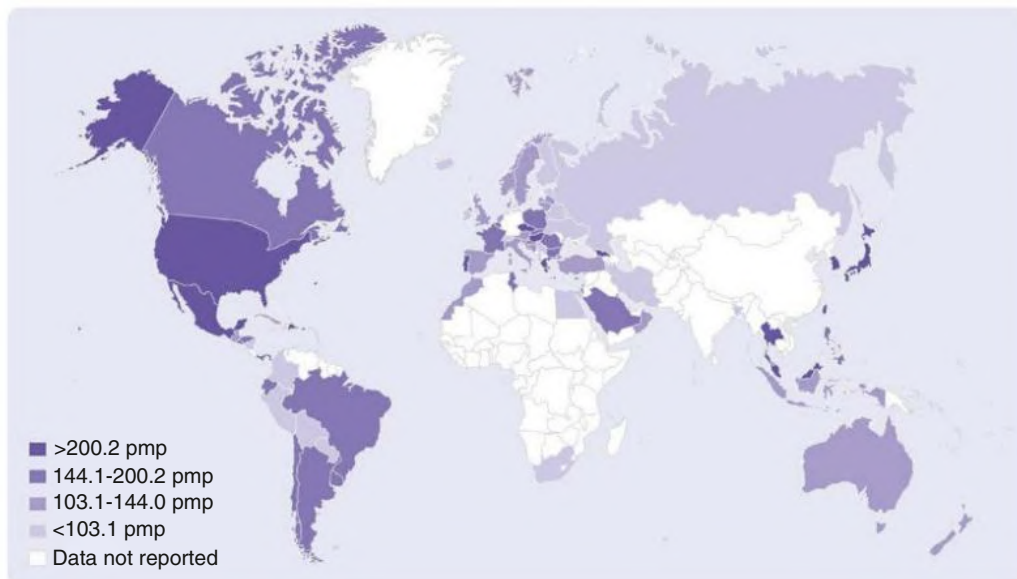 >200.2 pmp
144.1-200.2 pmp
103.1-144.0 pmp
<103.1 pmp
Data not reported